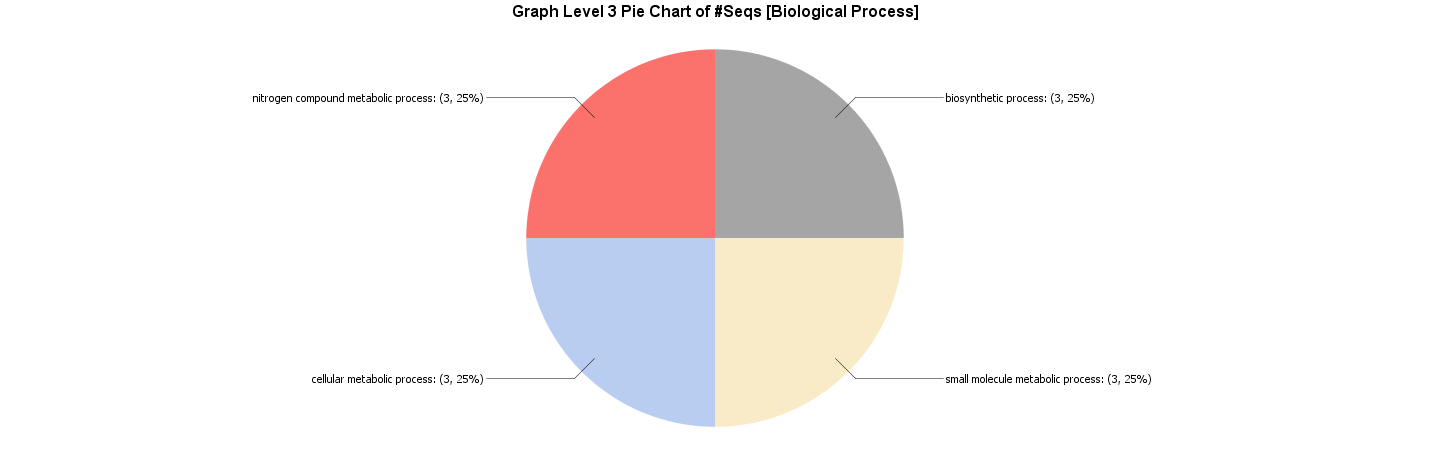 Graph Level 3 Pie Chart of #Seqs [Biological Process]
nitrogen compound metabolic process: (3, 25%)
biosynthetic process: (3, 25%)
cellular metabolic process: (3, 25%)
small molecule metabolic process: (3, 25%)